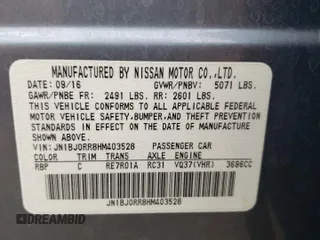 MANUFACTURED BY NISSAN MOTOR CO.,LTD.
DATE: 09/16 GVWR/PNBV: 5071 LBS.
GAWR/PNBE FR: 2491 LBS. RR: 2601 LBS.
THIS VEHICLE CONFORMS TO ALL APPLICABLE FEDERAL
MOTOR VEHICLE SAFETY,BUMPER,AND THEFT PREVENTION
STANDARDS IN EFFECT ON THE DATE OF MANUFACTURE
SHOWN ABOVE.
VIN: JN1BJ0RR8HM403528 PASSENGER CAR
COLOR TRIM TRANS AXLE ENGINE
RBP C RE7R01A RC31 VQ37(VHR) 3696CC
JN1BJ0RR8HM403528
DREAMBID